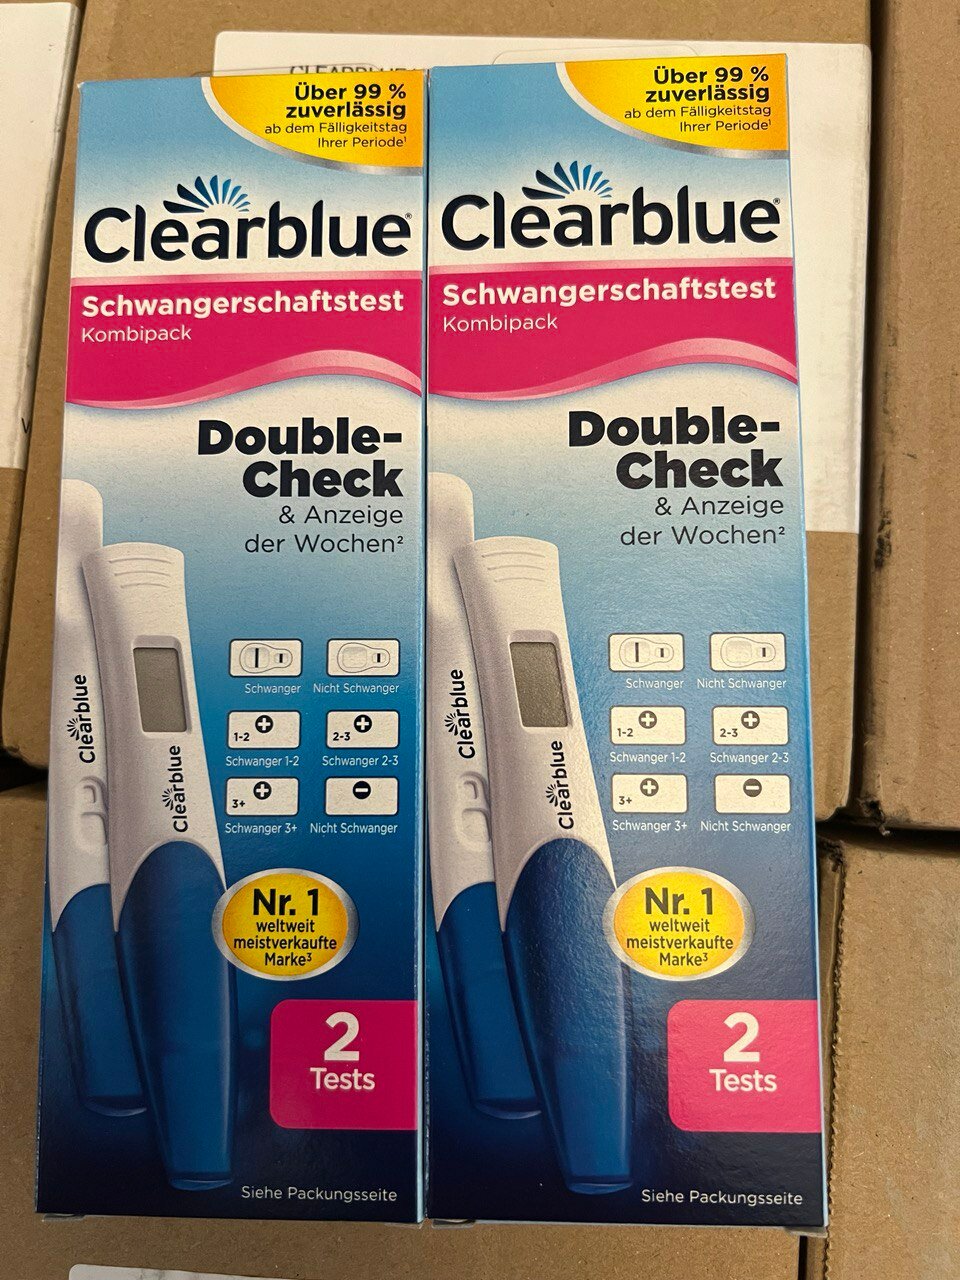 CLEARBLUE
Über 99 %
zuverlässig
ab dem Fälligkeitstag
Ihrer Periode¹
Clearblue®
Schwangerschaftstest
Kombipack
Double-
Check
& Anzeige
der Wochen²
Clearblue
Clearblue
Schwanger
Nicht Schwanger
1-2
2-3
Schwanger 1-2
Schwanger 2-3
3+
Schwanger 3+
Nicht Schwanger
Nr. 1
weltweit
meistverkaufte
Marke³
2
Tests
Siehe Packungsseite
Über 99 %
zuverlässig
ab dem Fälligkeitstag
Ihrer Periode¹
Clearblue®
Schwangerschaftstest
Kombipack
Double-
Check
& Anzeige
der Wochen²
Clearblue
Clearblue
Schwanger
Nicht Schwanger
1-2
2-3
Schwanger 1-2
Schwanger 2-3
3+
Schwanger 3+
Nicht Schwanger
Nr. 1
weltweit
meistverkaufte
Marke³
2
Tests
Siehe Packungsseite